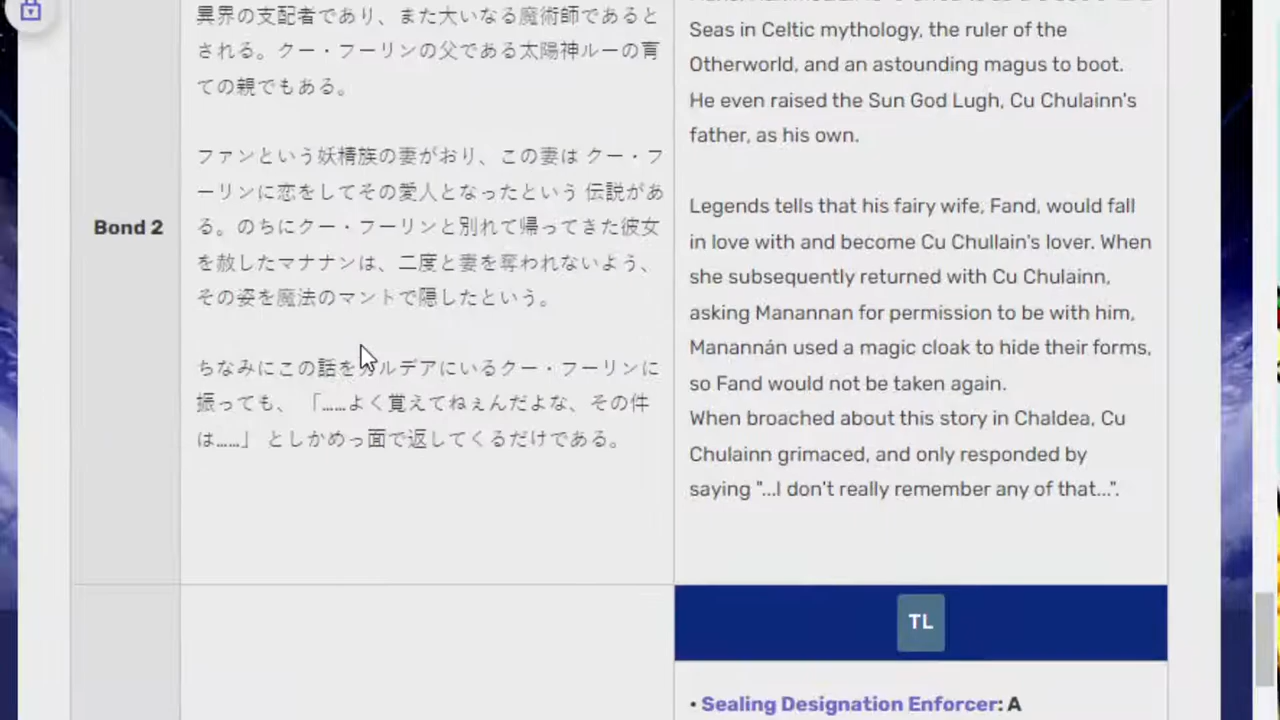 異界の支配者であり、また大いなる魔術師であると
される。クー・フーリンの父である太陽神ルーの育
ての親でもある。
ファンという妖精族の妻がおり、この妻は クー・フ
ーリンに恋をしてその愛人となったという 伝説があ
る。のちにクー・フーリンと別れて帰ってきた彼女
を赦したマナナンは、二度と妻を奪われないよう、
その姿を魔法のマントで隠したという。
ちなみにこの話をカルデアにいるクー・フーリンに
振っても、 「……よく覚えてねぇんだよな、その件
は……」 としかめっ面で返してくるだけである。
Bond 2
Seas in Celtic mythology, the ruler of the
Otherworld, and an astounding magus to boot.
He even raised the Sun God Lugh, Cu Chulainn's
father, as his own.
Legends tells that his fairy wife, Fand, would fall
in love with and become Cu Chullain's lover. When
she subsequently returned with Cu Chulainn,
asking Manannan for permission to be with him,
Manannán used a magic cloak to hide their forms,
so Fand would not be taken again.
When broached about this story in Chaldea, Cu
Chulainn grimaced, and only responded by
saying "...I don't really remember any of that...".
TL
• Sealing Designation Enforcer: A